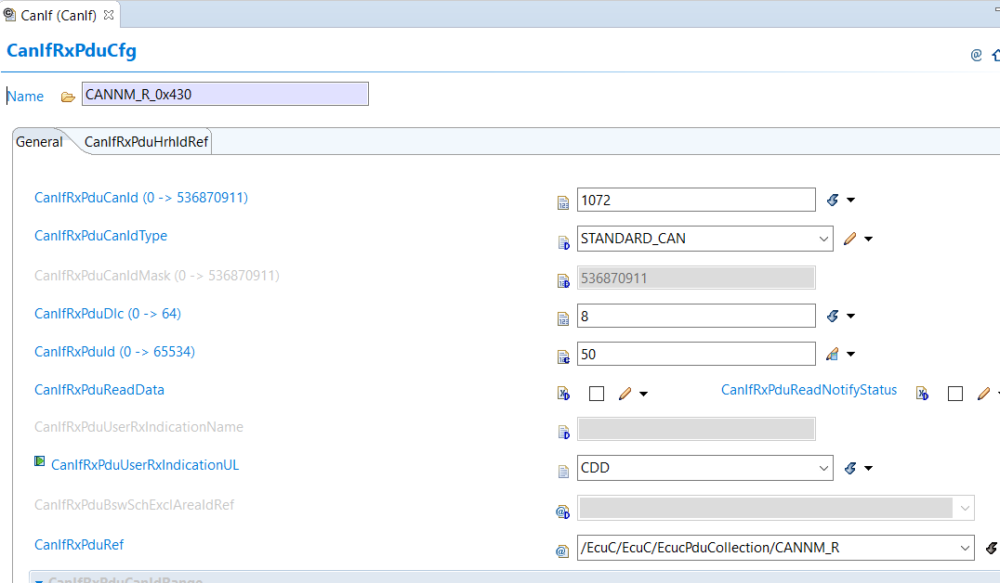 CanIf (CanIf)
CanIfRxPduCfg
Name CANNM_R_0x430
General CanIfRxPduHrhIdRef
CanIfRxPduCanId (0 -> 536870911) 1072
CanIfRxPduCanIdType STANDARD_CAN
CanIfRxPduCanIdMask (0 -> 536870911) 536870911
CanIfRxPduDlc (0 -> 64) 8
CanIfRxPduId (0 -> 65534) 50
CanIfRxPduReadData CanIfRxPduReadNotifyStatus
CanIfRxPduUserRxIndicationName
CanIfRxPduUserRxIndicationUL CDD
CanIfRxPduBswSchExclAreaIdRef
CanIfRxPduRef /EcuC/EcuC/EcucPduCollection/CANNM_R
CanIfRxPduCanIdRange